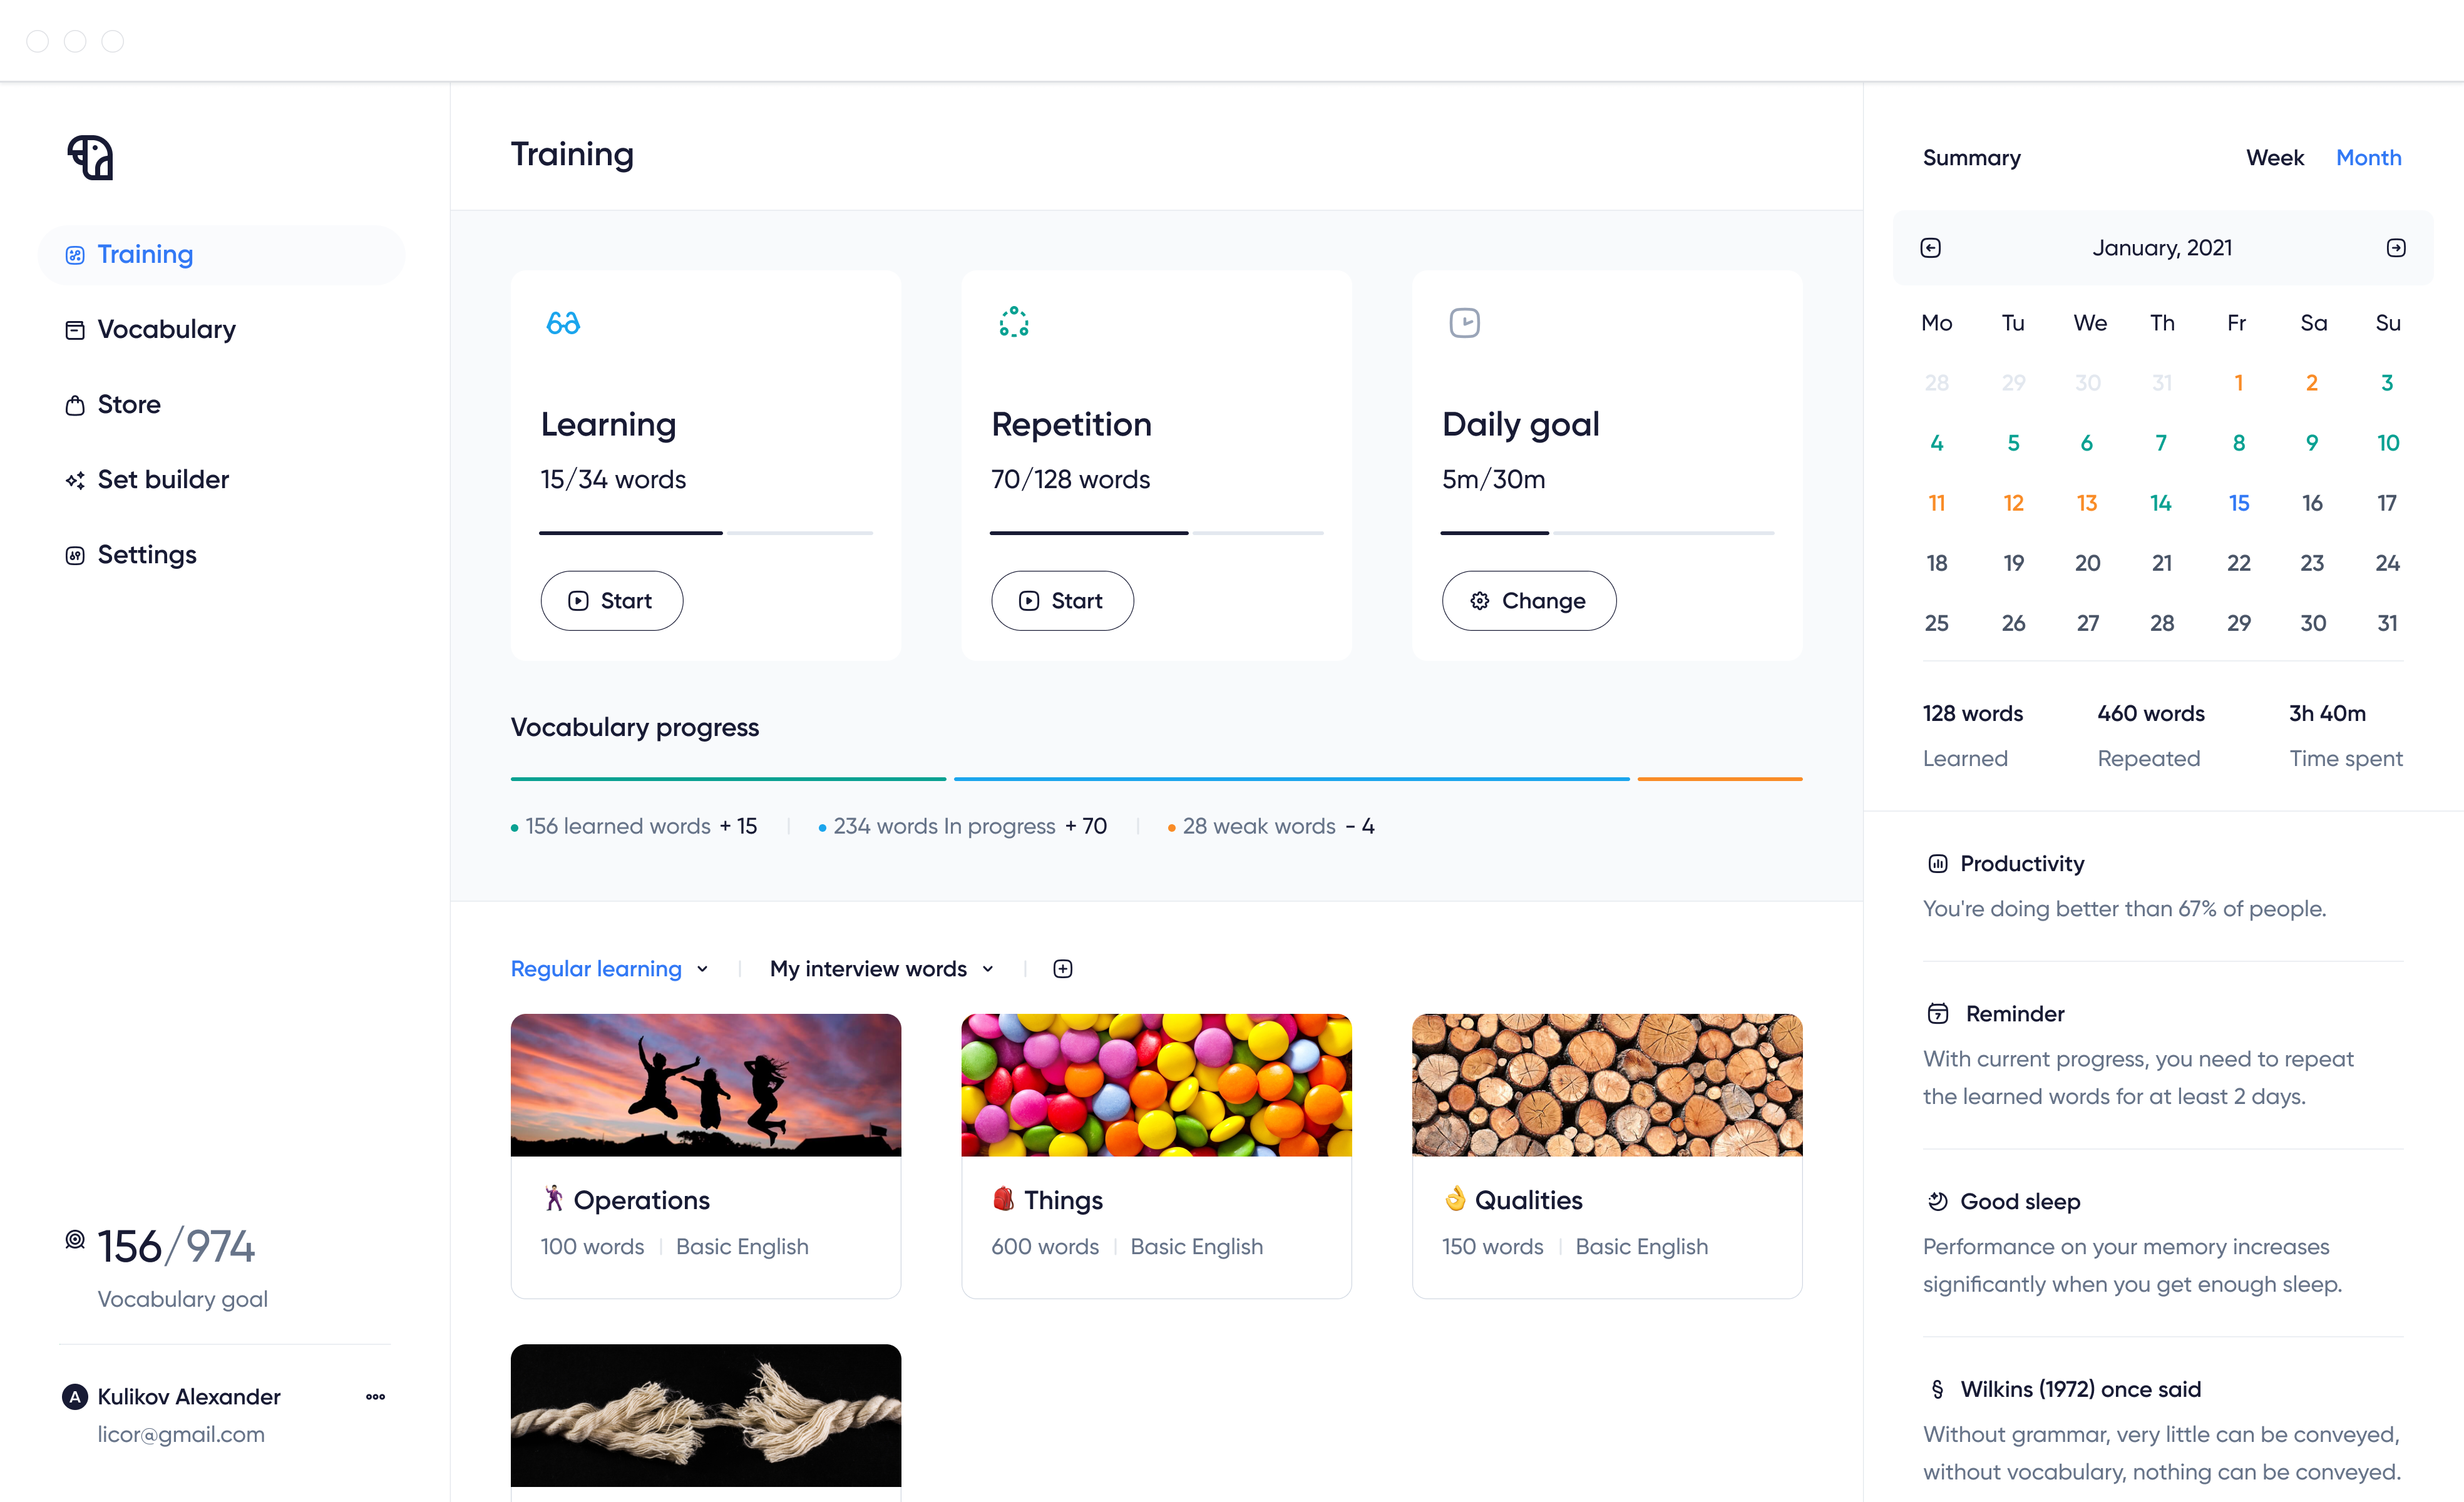 Training
Vocabulary
Store
Set builder
Settings
156/974
Vocabulary goal
A
Kulikov Alexander
licor@gmail.com
Training
Learning
15/34 words
Start
Repetition
70/128 words
Start
Daily goal
5m/30m
Change
Vocabulary progress
156 learned words + 15
234 words In progress + 70
28 weak words - 4
Regular learning
My interview words
Operations
100 words | Basic English
Things
600 words | Basic English
Qualities
150 words | Basic English
Summary Week Month
January, 2021
Mo Tu We Th Fr Sa Su
28 29 30 31 1 2 3
4 5 6 7 8 9 10
11 12 13 14 15 16 17
18 19 20 21 22 23 24
25 26 27 28 29 30 31
128 words 460 words 3h 40m
Learned Repeated Time spent
Productivity
You're doing better than 67% of people.
7 Reminder
With current progress, you need to repeat
the learned words for at least 2 days.
Good sleep
Performance on your memory increases
significantly when you get enough sleep.
§ Wilkins (1972) once said
Without grammar, very little can be conveyed,
without vocabulary, nothing can be conveyed.